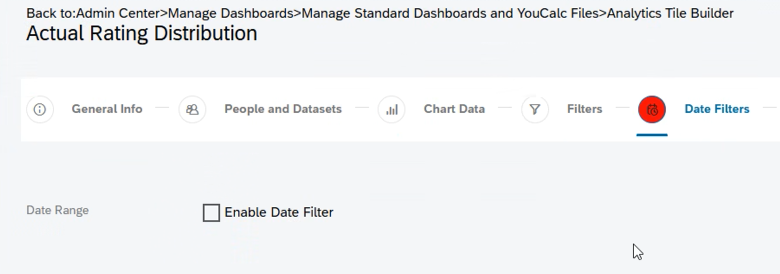 Back to:Admin Center>Manage Dashboards>Manage Standard Dashboards and YouCalc Files>Analytics Tile Builder
Actual Rating Distribution
General Info People and Datasets Chart Data Filters Date Filters
Date Range Enable Date Filter